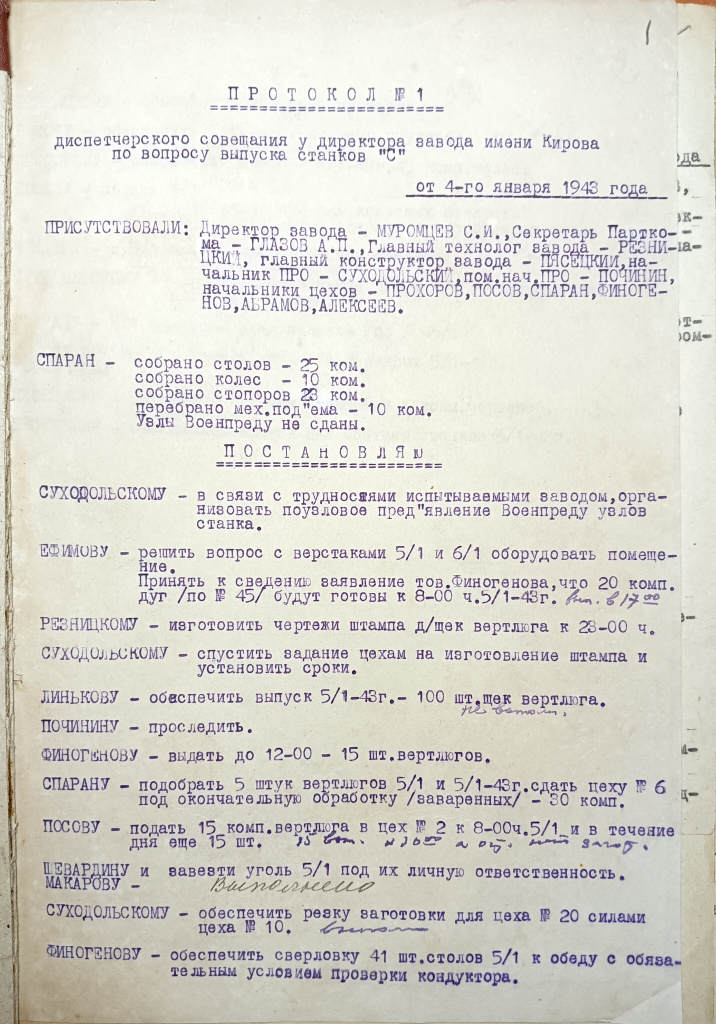 1
ПРОТОКОЛ №1
диспетчерского совещания у директора завода имени Кирова
по вопросу выпуска станков "С"
от 4-го января 1943 года
ПРИСУТСТВОВАЛИ: Директор завода - МУРОМЦЕВ С.И.,Секретарь Партко-
ма - ГЛАЗОВ А.П.,Главный технолог завода - РЕЗНИ-
ЦКИЙ, главный конструктор завода - ПЯСЕЦКИЙ,на-
чальник ПРО - СУХОДОЛЬСКИЙ,пом.нач.ПРО - ПОЧИНИН,
начальники цехов - ПРОХОРОВ,ПОСОВ,СПАРАН,ФИНОГЕ-
НОВ,АБРАМОВ,АЛЕКСЕЕВ.
СПАРАН - собрано столов - 25 ком.
собрано колес - 10 ком.
собрано стопоров 23 ком.
перебрано мех.под"ема - 10 ком.
Узлы Военпреду не сданы.
ПОСТАНОВЛЯЮ
СУХОДОЛЬСКОМУ - в связи с трудностями испытываемыми заводом,орга-
низовать поузловое пред"явление Военпреду узлов
станка.
ЕФИМОВУ - решить вопрос с верстаками 5/1 и 6/1 оборудовать помеще-
ние.
Принять к сведению заявление тов.Финогенова,что 20 комп.
дуг /по № 45/ будут готовы к 8-00 ч.5/1-43г. вып. в 17 00
РЕЗНИЦКОМУ - изготовить чертежи штампа д/щек вертлюга к 23-00 ч.
СУХОДОЛЬСКОМУ - спустить задание цехам на изготовление штампа и
установить сроки.
ЛИНЬКОВУ - обеспечить выпуск 5/1-43г.- 100 шт.щек вертлюга.
не выполн.
ПОЧИНИНУ - проследить.
ФИНОГЕНОВУ - выдать до 12-00 - 15 шт.вертлюгов.
СПАРАНУ - подобрать 5 штук вертлюгов 5/1 и 5/1-43г.сдать цеху № 6
под окончательную обработку /заваренных/ - 30 комп.
ПОСОВУ - подать 15 комп.вертлюга в цех № 2 к 8-00ч.5/1 и в течение
дня еще 15 шт. 15 вып.
ШЕВАРДИНУ и завезти уголь 5/1 под их личную ответственность.
МАКАРОВУ - Выполнено
СУХОДОЛЬСКОМУ - обеспечить резку заготовки для цеха № 20 силами
цеха № 10.
ФИНОГЕНОВУ - обеспечить сверловку 41 шт.столов 5/1 к обеду с обяза-
тельным условием проверки кондуктора.